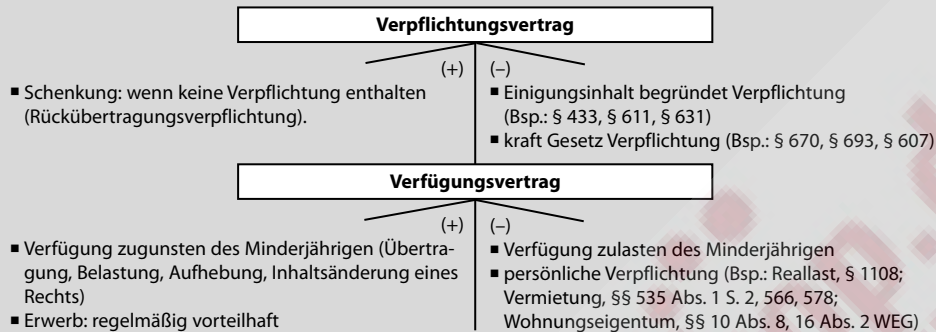 Verpflichtungsvertrag
(+)
■ Schenkung: wenn keine Verpflichtung enthalten
(Rückübertragungsverpflichtung).
(–)
■ Einigungsinhalt begründet Verpflichtung
(Bsp.: § 433, § 611, § 631)
■ kraft Gesetz Verpflichtung (Bsp.: § 670, § 693, § 607)
Verfügungsvertrag
(+)
■ Verfügung zugunsten des Minderjährigen (Übertra-
gung, Belastung, Aufhebung, Inhaltsänderung eines
Rechts)
■ Erwerb: regelmäßig vorteilhaft
(–)
■ Verfügung zulasten des Minderjährigen
■ persönliche Verpflichtung (Bsp.: Reallast, § 1108;
Vermietung, §§ 535 Abs. 1 S. 2, 566, 578;
Wohnungseigentum, §§ 10 Abs. 8, 16 Abs. 2 WEG)